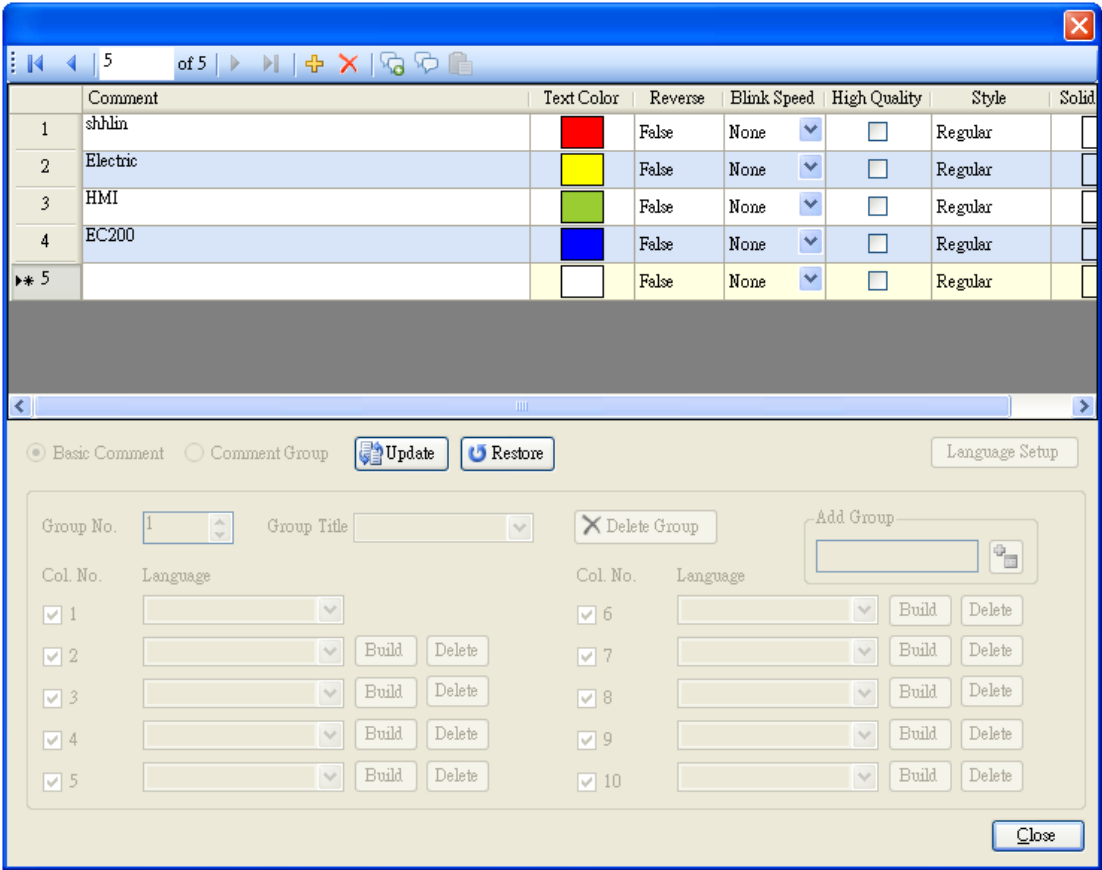 5 of 5
Comment Text Color Reverse Blink Speed High Quality Style Solid
1 shhlin False None Regular
2 Electric False None Regular
3 HMI False None Regular
4 EC200 False None Regular
5 False None Regular
Basic Comment Comment Group Update Restore Language Setup
Group No. 1 Group Title Delete Group Add Group
Col. No. Language Col. No. Language
1 6 Build Delete
2 Build Delete 7 Build Delete
3 Build Delete 8 Build Delete
4 Build Delete 9 Build Delete
5 Build Delete 10 Build Delete
Close